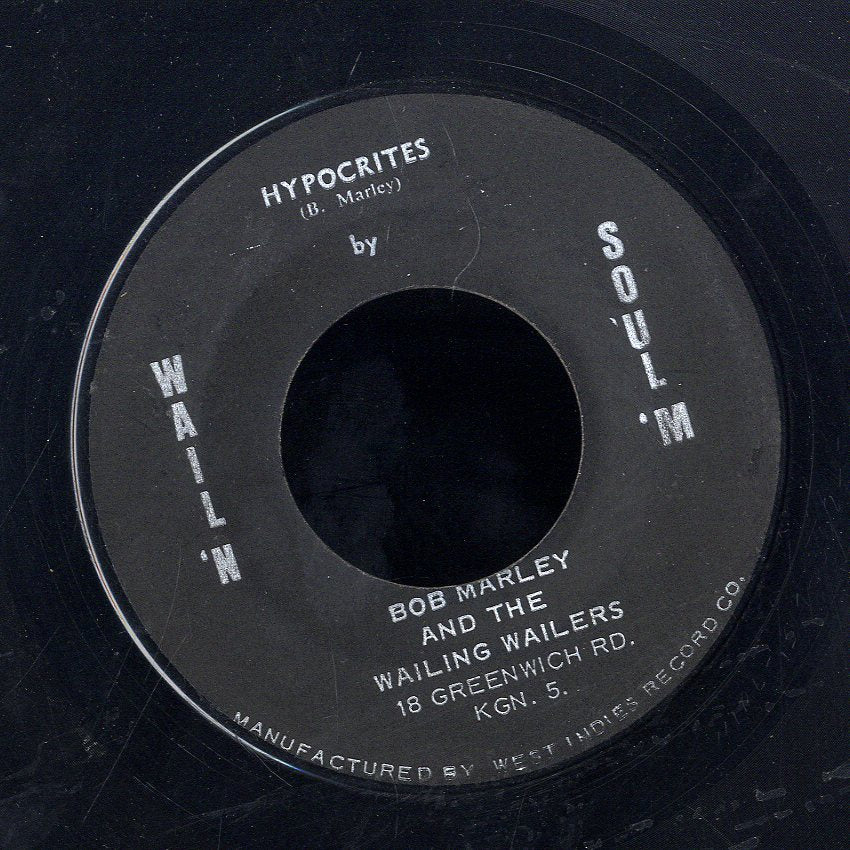 HYPOCRITES
(B. Marley)
by
WAIL 'N
SOUL 'M
BOB MARLEY
AND THE
WAILING WAILERS
18 GREENWICH RD.
KGN. 5.
MANUFACTURED BY WEST INDIES RECORD CO.